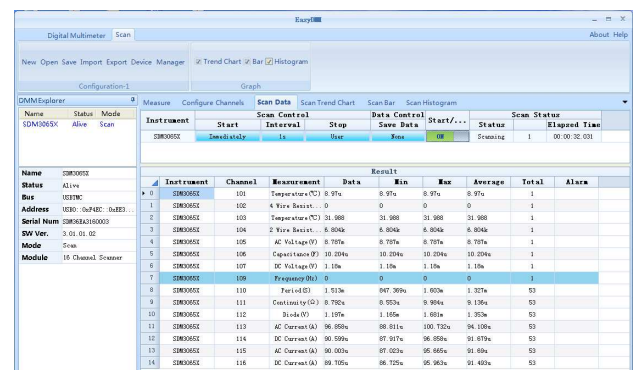 EasyDMM
Digital Multimeter Scan About Help
New Open Save Import Export Device Manager Trend Chart Bar Histogram
Configuration-1 Graph
DMMExplorer Measure Configure Channels Scan Data Scan Trend Chart Scan Bar Scan Histogram
Name Status Mode
SDM3065X Alive Scan
Instrument Scan Control Data Control Start/... Scan Status
Start Interval Stop Save Data Status Elapsed Time
SDM3065X Immediately 1s User None ON Scanning 1 00:00:32.031
Name SDM3065X
Status Alive
Bus USBTMC
Address USB0::0xF4EC::0xEE3...
Serial Num SDM36EA3160003
SW Ver. 3.01.01.02
Mode Scan
Module 16 Channel Scanner
Result
Instrument Channel Measurement Data Min Max Average Total Alarm
0 SDM3065X 101 Temperature(℃) 8.97u 8.97u 8.97u 8.97u 1
1 SDM3065X 102 4 Wire Resist... 0 0 0 0 1
2 SDM3065X 103 Temperature(℃) 31.988 31.988 31.988 31.988 1
3 SDM3065X 104 2 Wire Resist... 6.804k 6.804k 6.804k 6.804k 1
4 SDM3065X 105 AC Voltage(V) 8.787m 8.787m 8.787m 8.787m 1
5 SDM3065X 106 Capacitance(F) 10.204u 10.204u 10.204u 10.204u 1
6 SDM3065X 107 DC Voltage(V) 1.18m 1.18m 1.18m 1.18m 1
7 SDM3065X 109 Frequency(Hz) 0 0 0 0 1
8 SDM3065X 110 Period(S) 1.513m 847.369u 1.603m 1.327m 53
9 SDM3065X 111 Continuity(Ω) 8.792u 8.553u 9.984u 9.136u 53
10 SDM3065X 112 Diode(V) 1.197m 1.165m 1.681m 1.353m 53
11 SDM3065X 113 AC Current(A) 96.858u 88.811u 100.732u 94.108u 53
12 SDM3065X 114 DC Current(A) 90.599u 87.917u 96.858u 91.679u 53
13 SDM3065X 115 AC Current(A) 90.003u 87.023u 95.665u 91.69u 53
14 SDM3065X 116 DC Current(A) 89.705u 86.725u 95.963u 91.493u 53